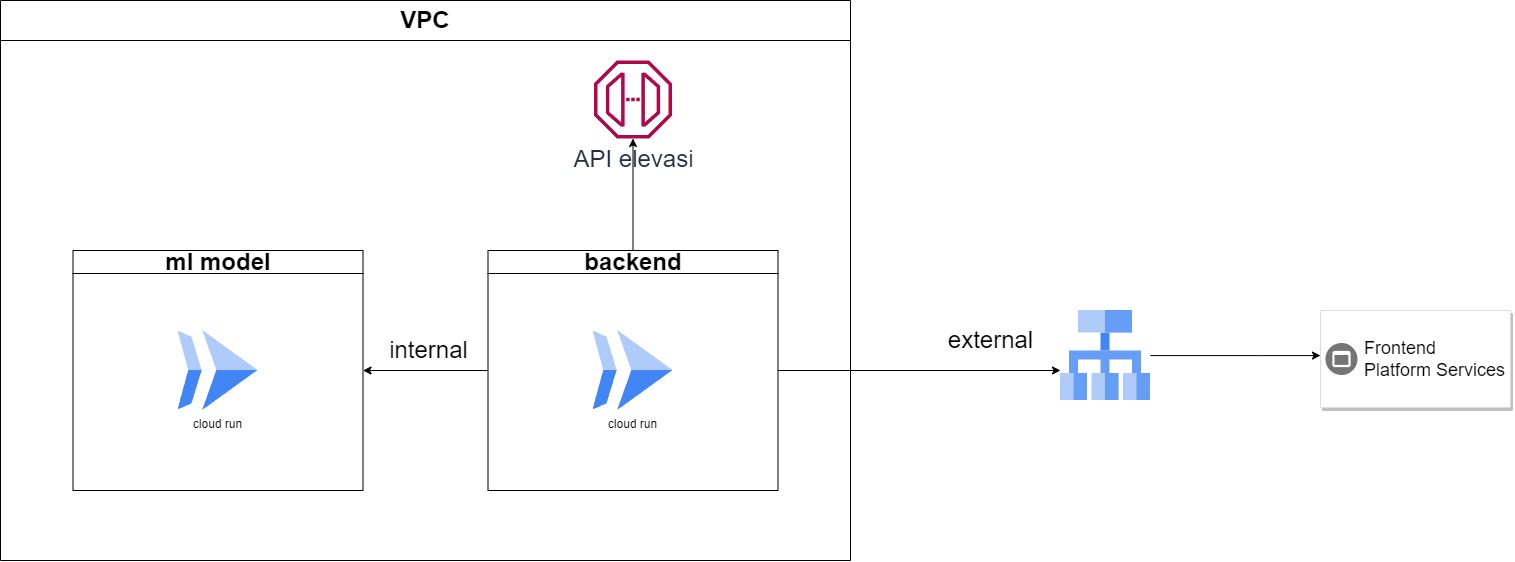 VPC
API elevasi
ml model
backend
internal
external
cloud run
cloud run
Frontend
Platform Services